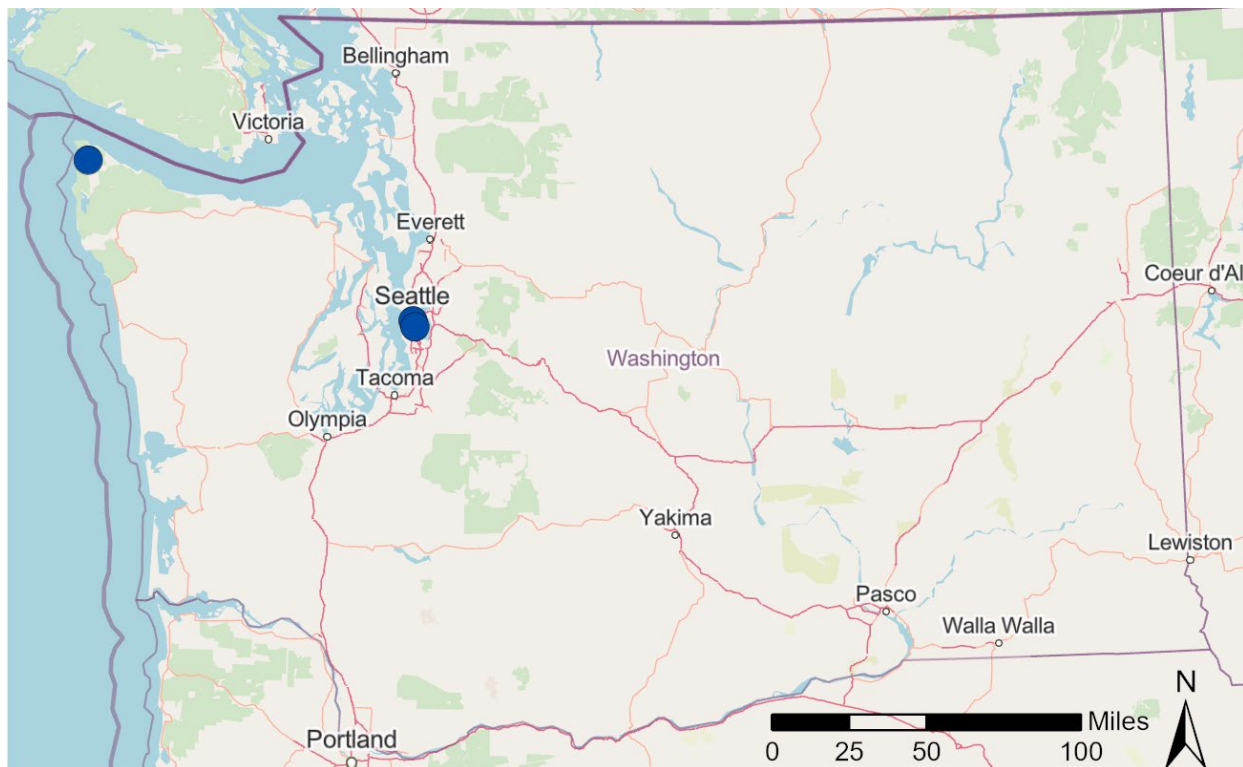 Bellingham
Victoria
Everett
Seattle
Coeur d'Al
Washington
Tacoma
Olympia
Yakima
Lewiston
Pasco
Walla Walla
N
Miles
0 25 50 100
Portland